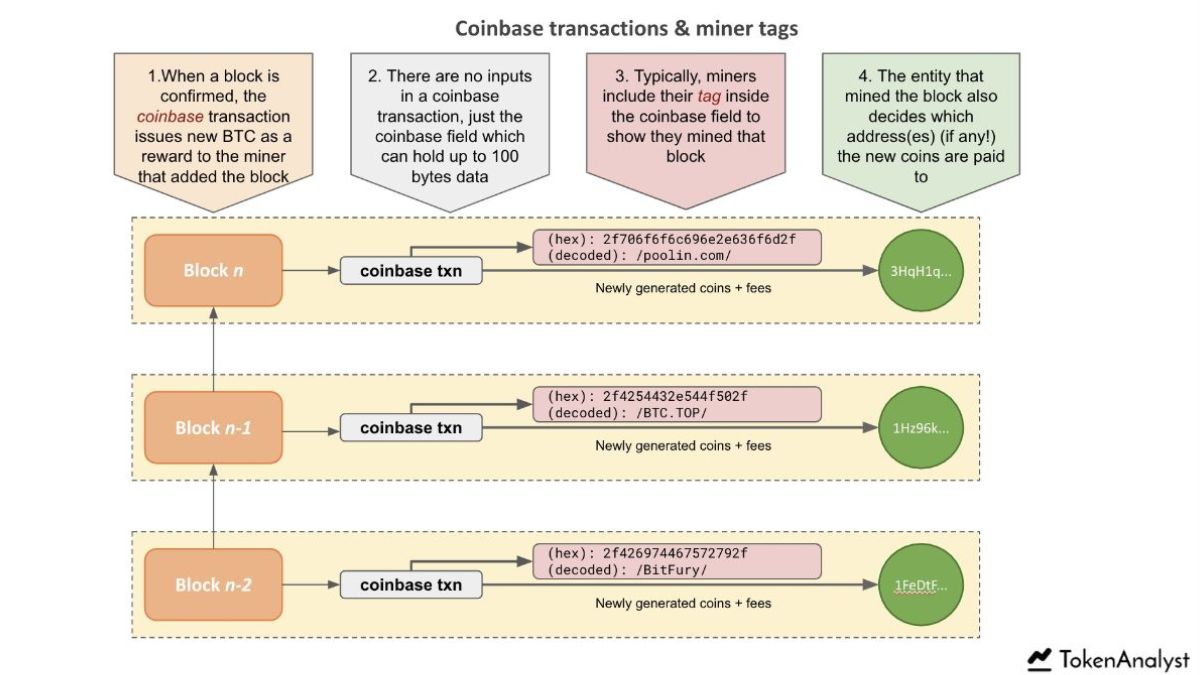 Coinbase transactions & miner tags
1.When a block is
confirmed, the
coinbase transaction
issues new BTC as a
reward to the miner
that added the block
2. There are no inputs
in a coinbase
transaction, just the
coinbase field which
can hold up to 100
bytes data
3. Typically, miners
include their tag inside
the coinbase field to
show they mined that
block
4. The entity that
mined the block also
decides which
address(es) (if any!)
the new coins are paid
to
Block n
coinbase txn
(hex): 2f706f6f6c696e2e636f6d2f
(decoded): /poolin.com/
Newly generated coins + fees
3HqH1q...
Block n-1
coinbase txn
(hex): 2f4254432e544f502f
(decoded): /BTC.TOP/
Newly generated coins + fees
1Hz96k...
Block n-2
coinbase txn
(hex): 2f426974467572792f
(decoded): /BitFury/
Newly generated coins + fees
1FeDtF...
TokenAnalyst